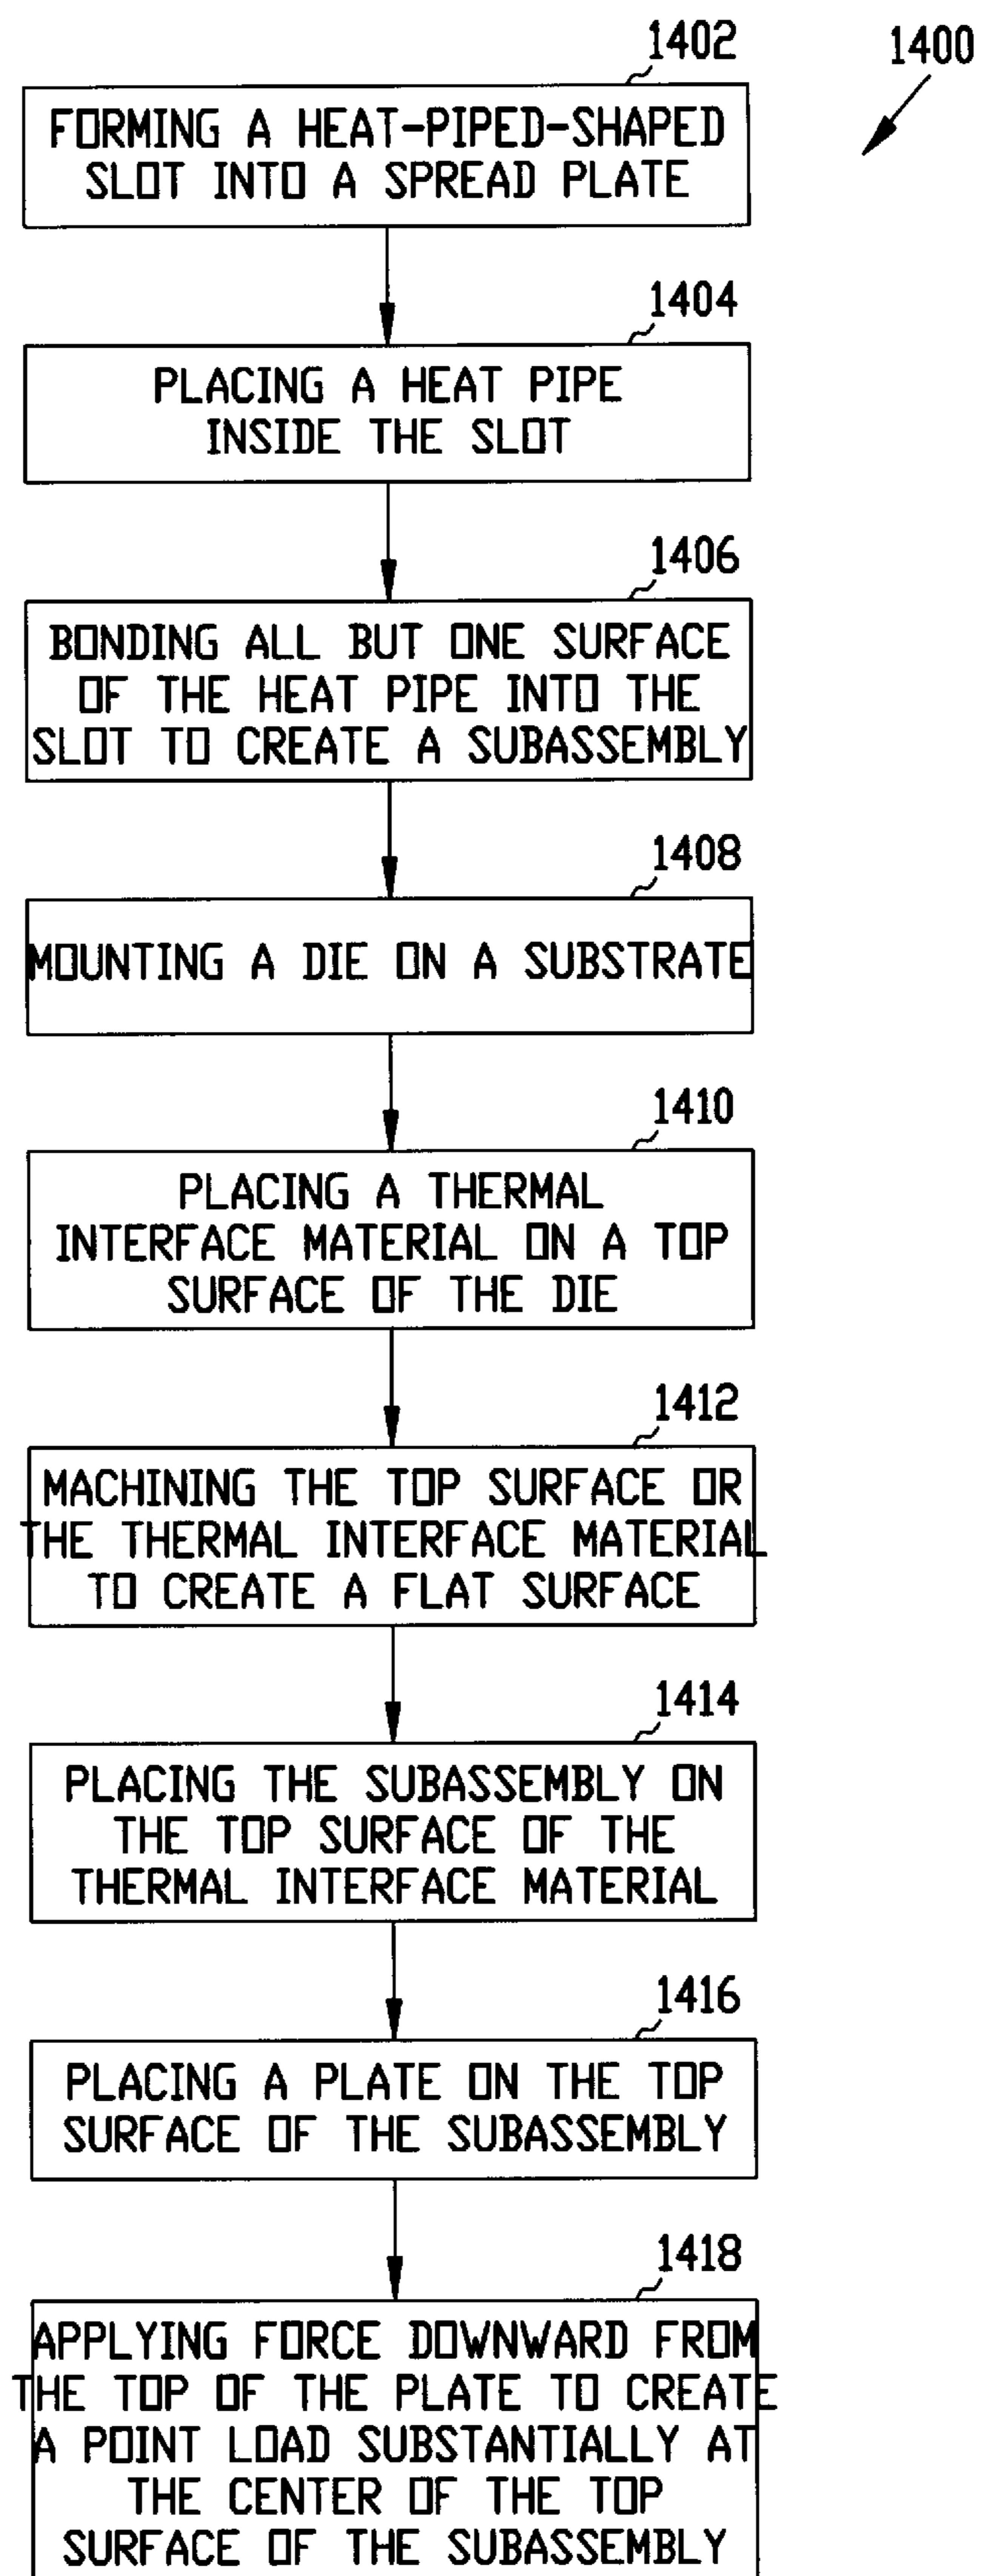 1402
1400
FORMING A HEAT-PIPED-SHAPED
SLOT INTO A SPREAD PLATE
1404
PLACING A HEAT PIPE
INSIDE THE SLOT
1406
BONDING ALL BUT ONE SURFACE
OF THE HEAT PIPE INTO THE
SLOT TO CREATE A SUBASSEMBLY
1408
MOUNTING A DIE ON A SUBSTRATE
1410
PLACING A THERMAL
INTERFACE MATERIAL ON A TOP
SURFACE OF THE DIE
1412
MACHINING THE TOP SURFACE OR
THE THERMAL INTERFACE MATERIAL
TO CREATE A FLAT SURFACE
1414
PLACING THE SUBASSEMBLY ON
THE TOP SURFACE OF THE
THERMAL INTERFACE MATERIAL
1416
PLACING A PLATE ON THE TOP
SURFACE OF THE SUBASSEMBLY
1418
APPLYING FORCE DOWNWARD FROM
THE TOP OF THE PLATE TO CREATE
A POINT LOAD SUBSTANTIALLY AT
THE CENTER OF THE TOP
SURFACE OF THE SUBASSEMBLY